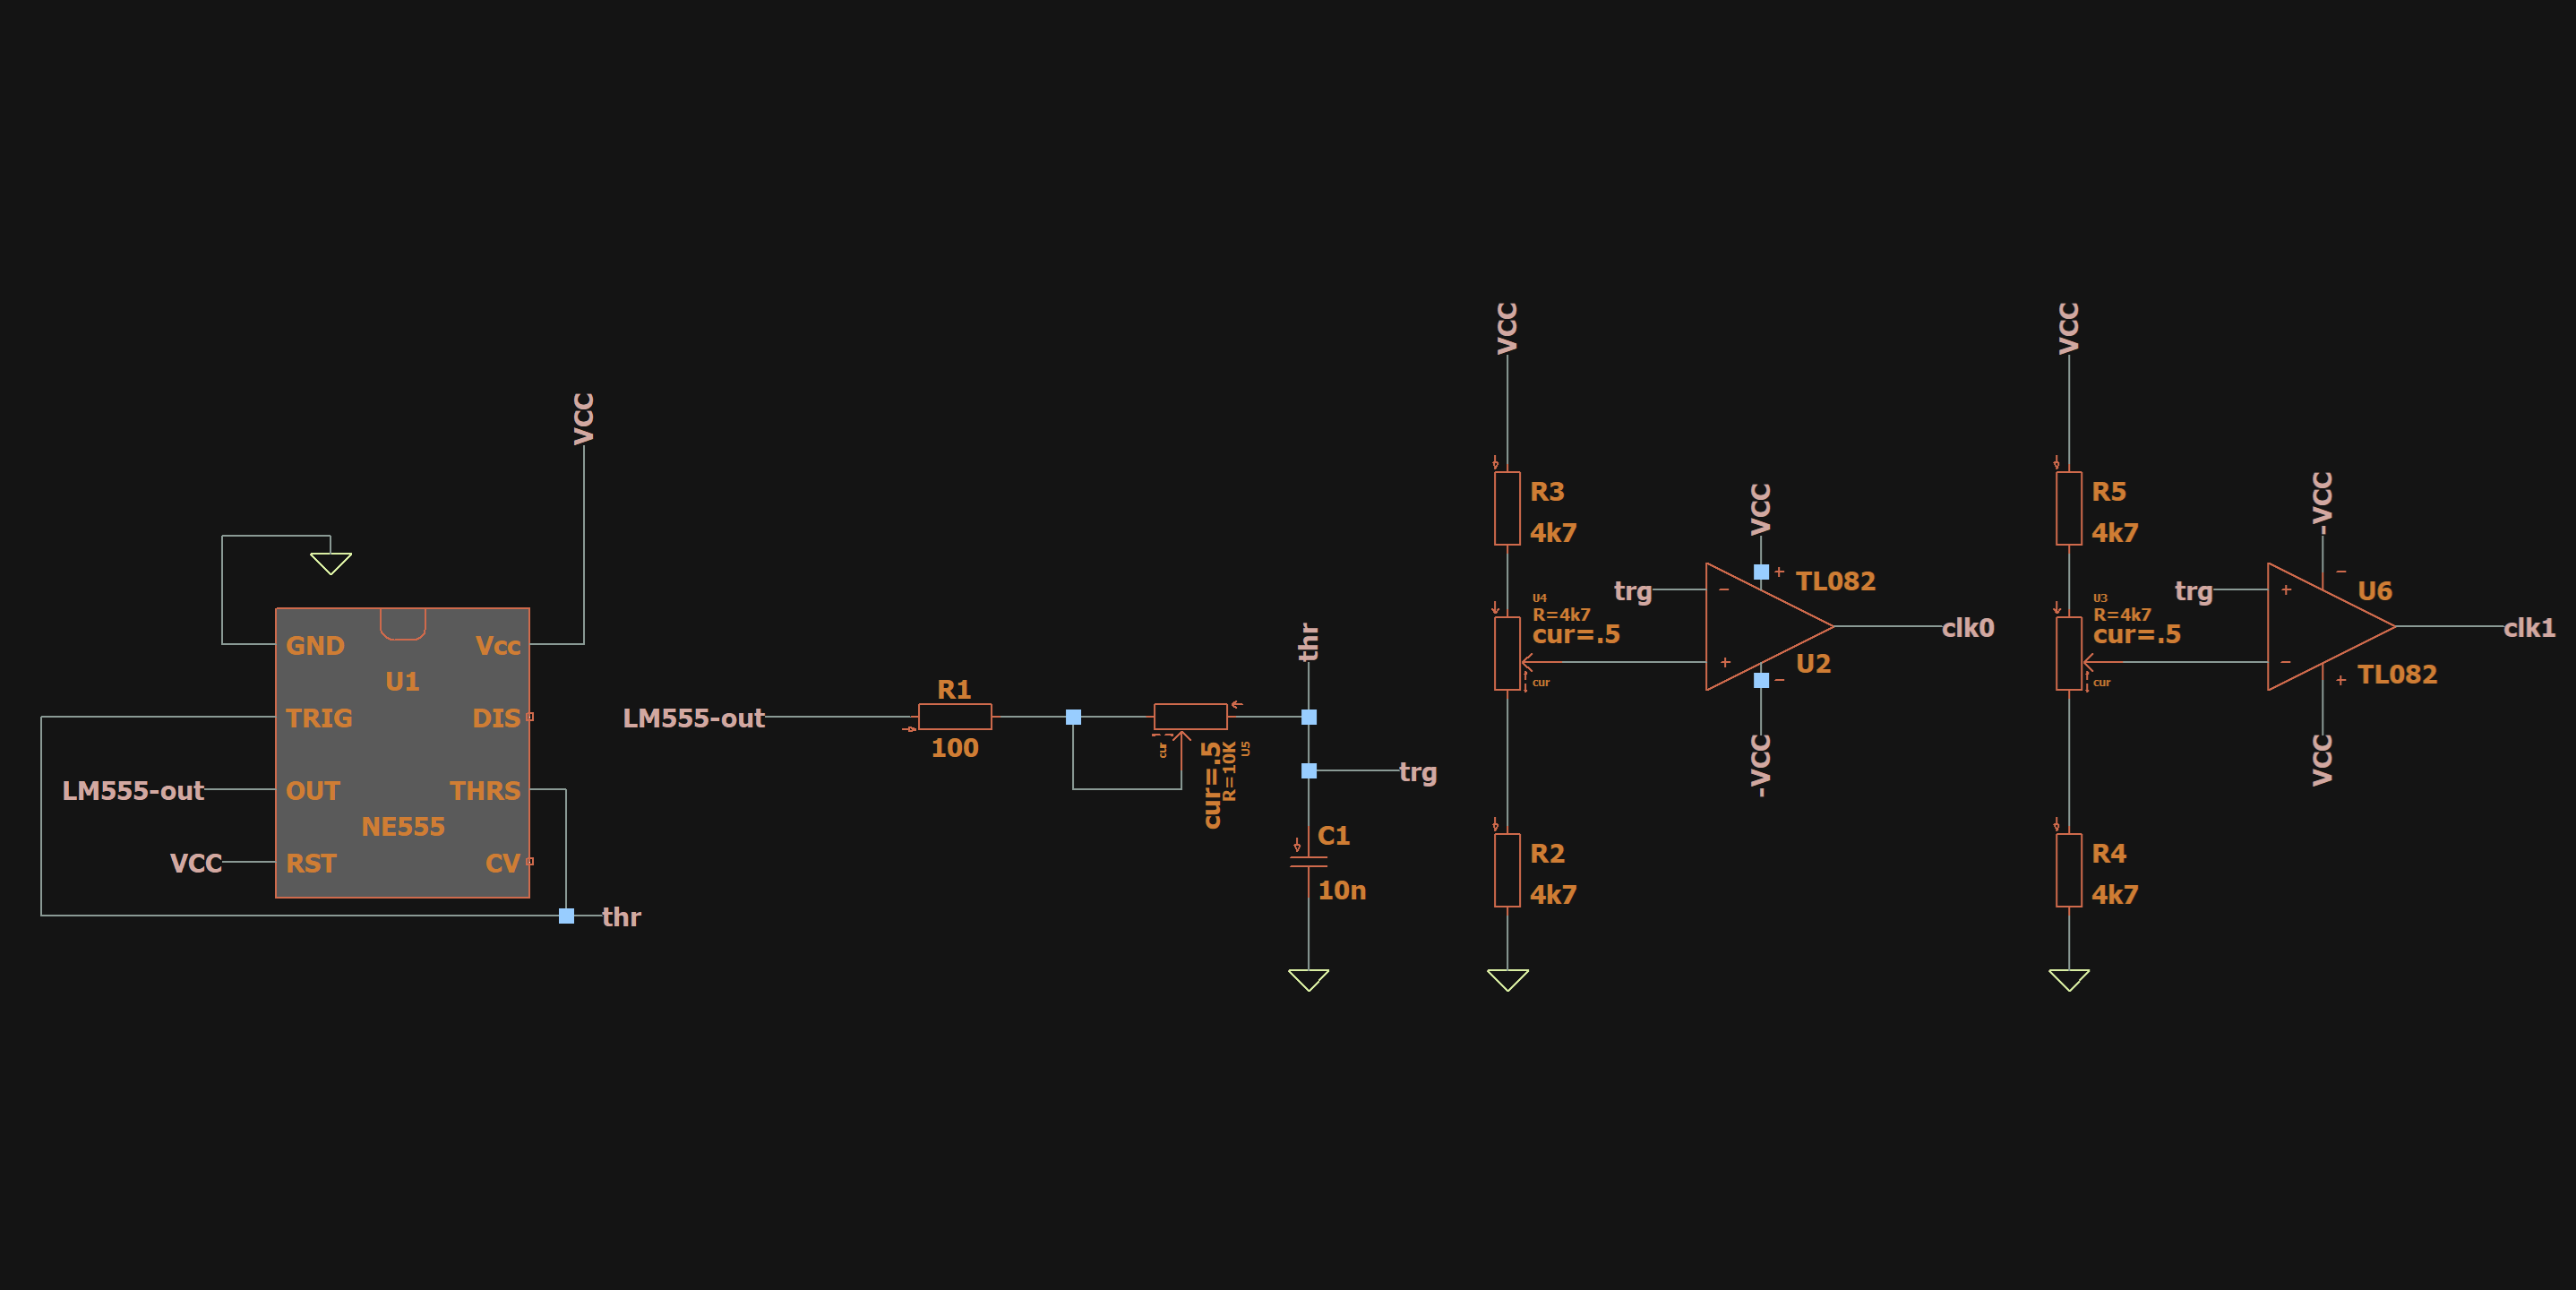 VCC
GND
Vcc
U1
TRIG
DIS
LM555-out
OUT
THRS
NE555
VCC
RST
CV
thr
LM555-out
R1
100
cur
cur=.5
R=10K
U5
thr
trg
C1
10n
VCC
R3
4k7
U4
R=4k7
cur=.5
cur
R2
4k7
trg
VCC
+
TL082
−
+
U2
−
-VCC
clk0
VCC
R5
4k7
U3
R=4k7
cur=.5
cur
R4
4k7
trg
-VCC
−
U6
+
−
TL082
+
VCC
clk1